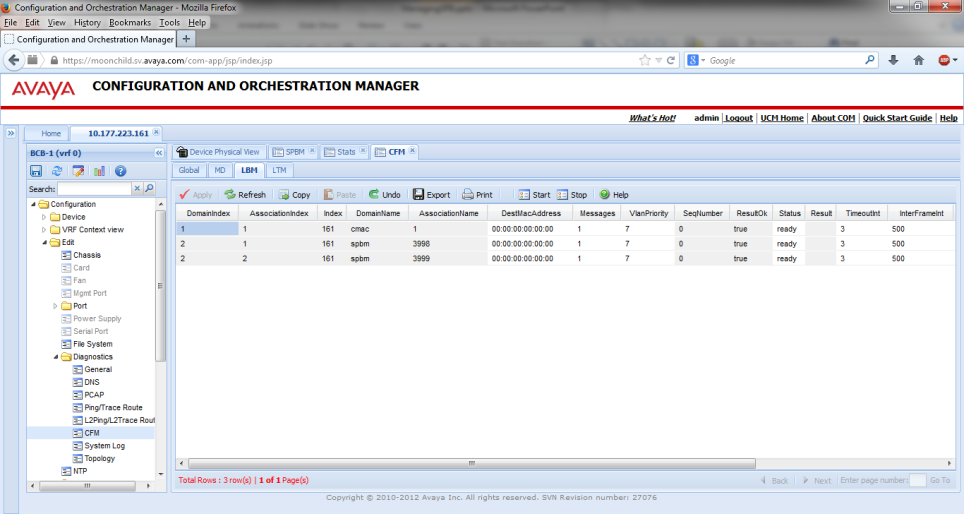 Configuration and Orchestration Manager - Mozilla Firefox
File Edit View History Bookmarks Tools Help
Configuration and Orchestration Manager +
https://moonchild.sv.avaya.com/com-app/jsp/index.jsp
Google
ABP
AVAYA CONFIGURATION AND ORCHESTRATION MANAGER
What's Hot! admin | Logout | UCM Home | About COM | Quick Start Guide | Help
Home 10.177.223.161
BCB-1 (vrf 0)
Device Physical View SPBM Stats CFM
Global MD LBM LTM
Search:
Apply Refresh Copy Paste Undo Export Print Start Stop Help
DomainIndex AssociationIndex Index DomainName AssociationName DestMacAddress Messages VlanPriority SeqNumber ResultOk Status Result TimeoutInt InterFrameInt
1 1 161 cmac 1 00:00:00:00:00:00 1 7 0 true ready 3 500
2 1 161 spbm 3998 00:00:00:00:00:00 1 7 0 true ready 3 500
2 2 161 spbm 3999 00:00:00:00:00:00 1 7 0 true ready 3 500
Configuration
Device
VRF Context view
Edit
Chassis
Card
Fan
Mgmt Port
Port
Power Supply
Serial Port
File System
Diagnostics
General
DNS
PCAP
Ping/Trace Route
L2Ping/L2Trace Rout
CFM
System Log
Topology
NTP
Total Rows : 3 row(s) | 1 of 1 Page(s)
Back Next Enter page number: Go To
Copyright © 2010-2012 Avaya Inc. All rights reserved. SVN Revision number: 27076